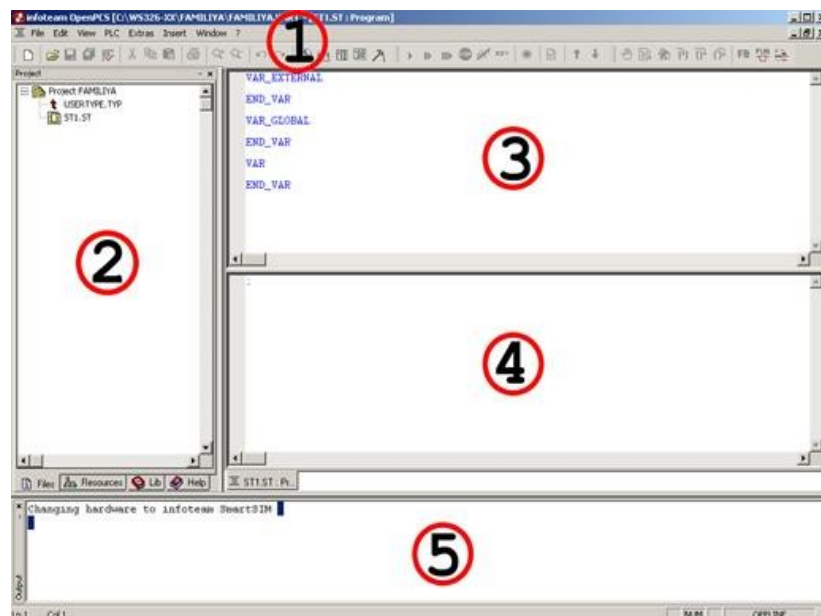 infoteam OpenPCS [C:\WS326-XX\FAMILIYA\FAMILIYA.
ST1.ST : Program]
File Edit View PLC Extras Insert Window ?
1
Project
Project FAMILIYA
USERTYPE.TYP
ST1.ST
2
Files Resources Lib Help
VAR_EXTERNAL
END_VAR
VAR_GLOBAL
END_VAR
VAR
END_VAR
3
;
4
ST1.ST : Pr...
Changing hardware to infoteam SmartSIM
5
Output
Ln 1 Col 1
NUM OFFLINE